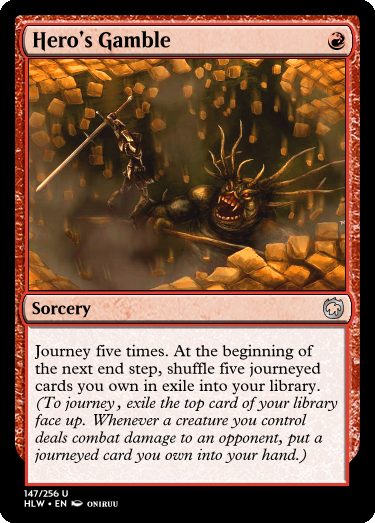 Hero's Gamble
Sorcery
Journey five times. At the beginning of
the next end step, shuffle five journeyed
cards you own in exile into your library.
(To journey, exile the top card of your library
face up. Whenever a creature you control
deals combat damage to an opponent, put a
journeyed card you own into your hand.)
147/256 U
HLW • EN ONIRUU